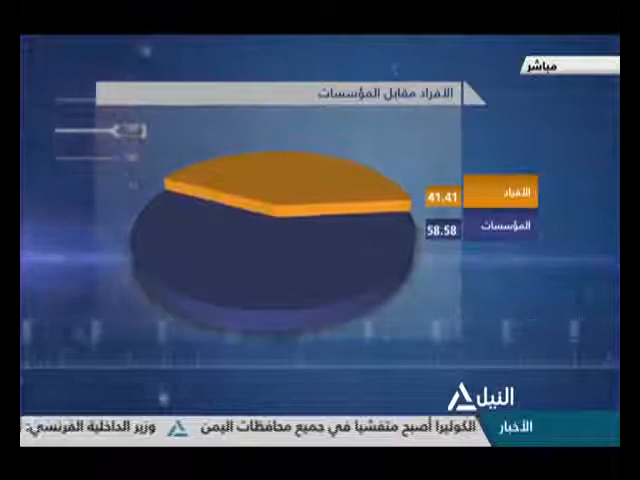 مباشر
الأفراد مقابل المؤسسات
الأفراد
41.41
المؤسسات
58.58
النيل
الأخبار
الكوليرا أصبح متفشيا في جميع محافظات اليمن وزير الداخلية الفرنسي: